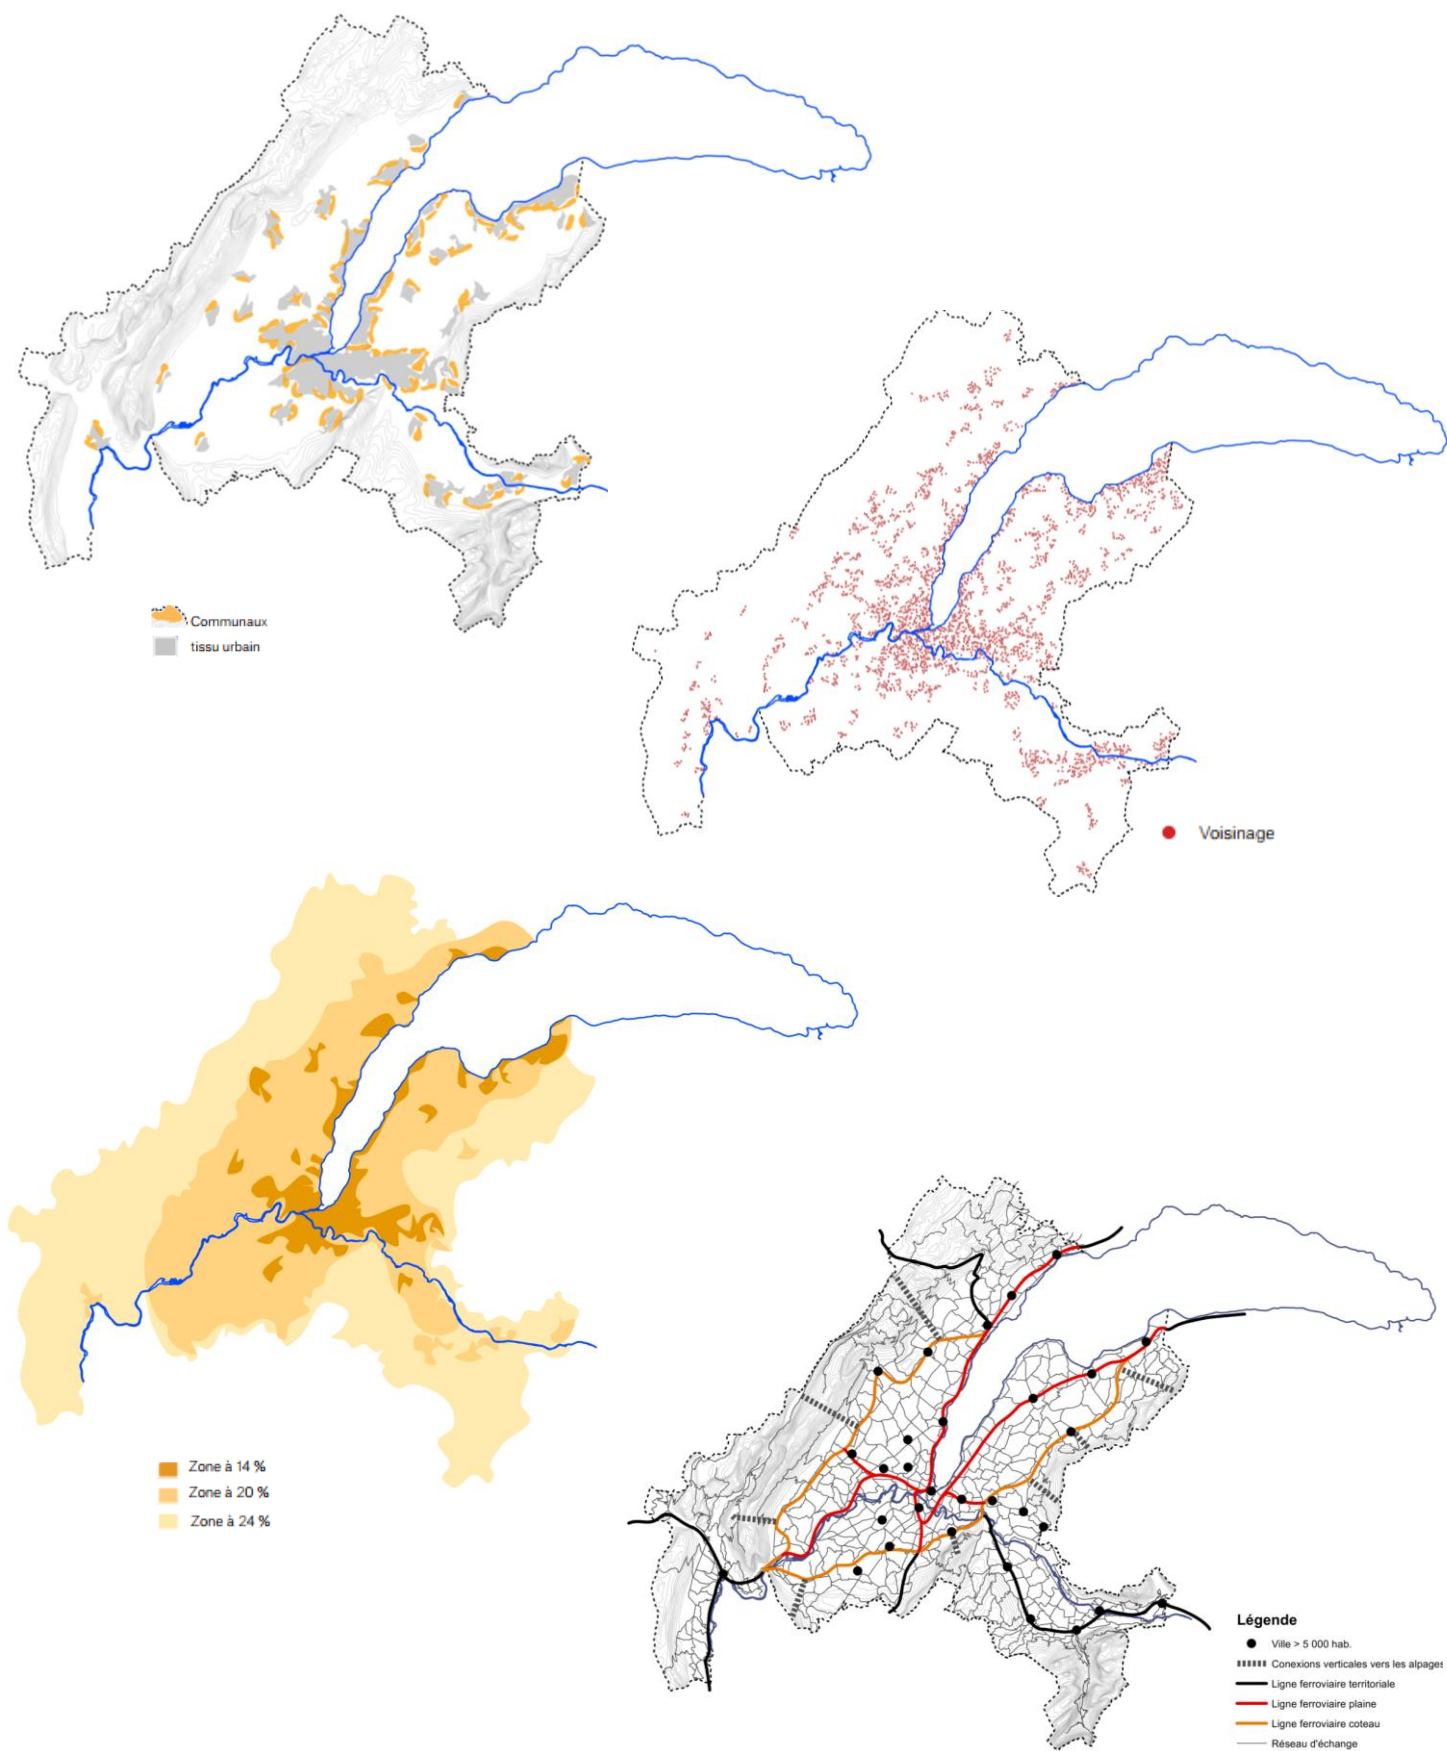 Communaux
tissu urbain
Voisinage
Zone à 14 %
Zone à 20 %
Zone à 24 %
Légende
Ville > 5 000 hab.
Conexions verticales vers les alpages
Ligne ferroviaire territoriale
Ligne ferroviaire plaine
Ligne ferroviaire coteau
Réseau d'échange